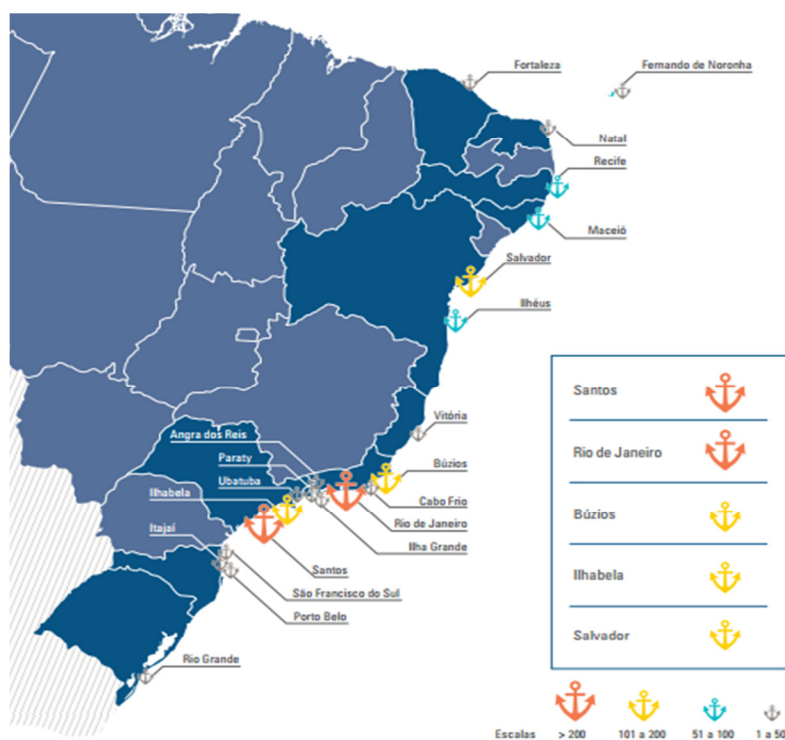 Fortaleza
Fernando de Noronha
Natal
Recife
Maceió
Salvador
Ilhéus
Vitória
Angra dos Reis
Paraty
Búzios
Ubatuba
Ilhabela
Cabo Frio
Itajaí
Rio de Janeiro
Ilha Grande
Santos
São Francisco do Sul
Porto Belo
Rio Grande
Santos
Rio de Janeiro
Búzios
Ilhabela
Salvador
Escalas > 200 101 a 200 51 a 100 1 a 50